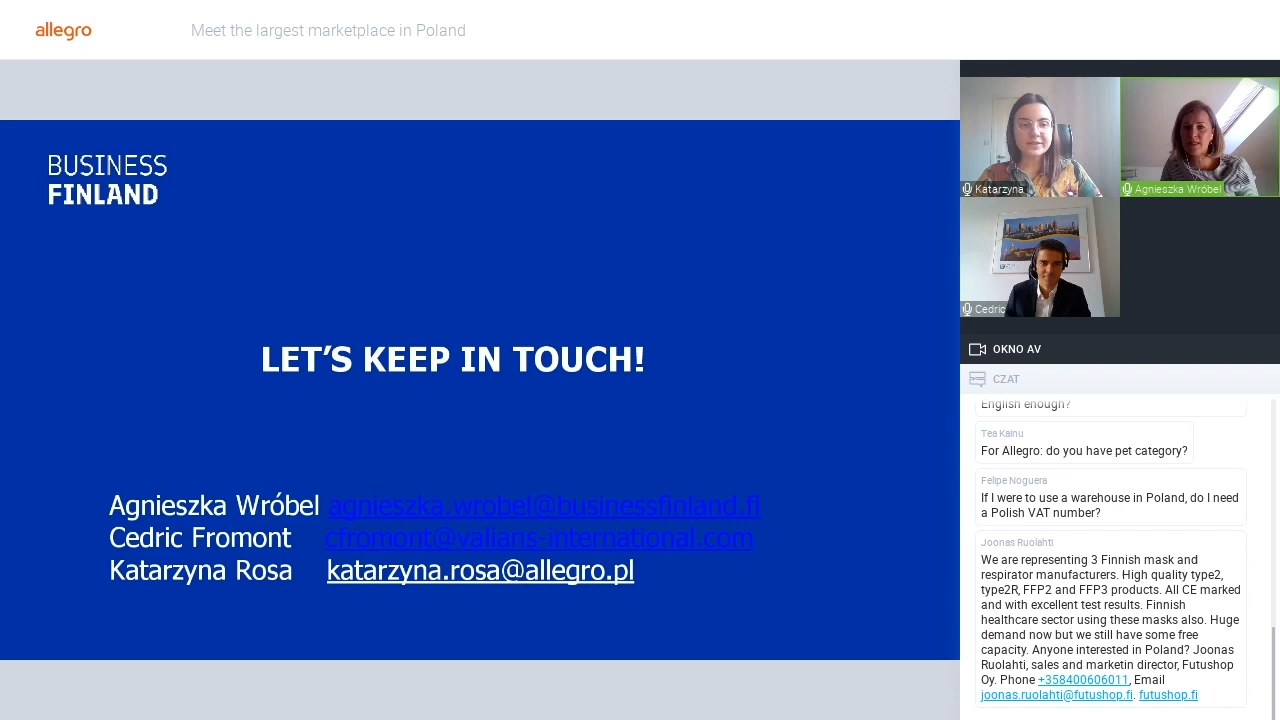 allegro
Meet the largest marketplace in Poland
BUSINESS
FINLAND
LET'S KEEP IN TOUCH!
Agnieszka Wróbel agnieszka.wrobel@businessfinland.fi
Cedric Fromont cfromont@valians-international.com
Katarzyna Rosa katarzyna.rosa@allegro.pl
Katarzyna
Agnieszka Wróbel
Cedric
OKNO AV
CZAT
English enough?
Tea Kainu
For Allegro: do you have pet category?
Felipe Noguera
If I were to use a warehouse in Poland, do I need
a Polish VAT number?
Joonas Ruolahti
We are representing 3 Finnish mask and
respirator manufacturers. High quality type2,
type2R, FFP2 and FFP3 products. All CE marked
and with excellent test results. Finnish
healthcare sector using these masks also. Huge
demand now but we still have some free
capacity. Anyone interested in Poland? Joonas
Ruolahti, sales and marketin director, Futushop
Oy. Phone +358400606011, Email
joonas.ruolahti@futushop.fi. futushop.fi